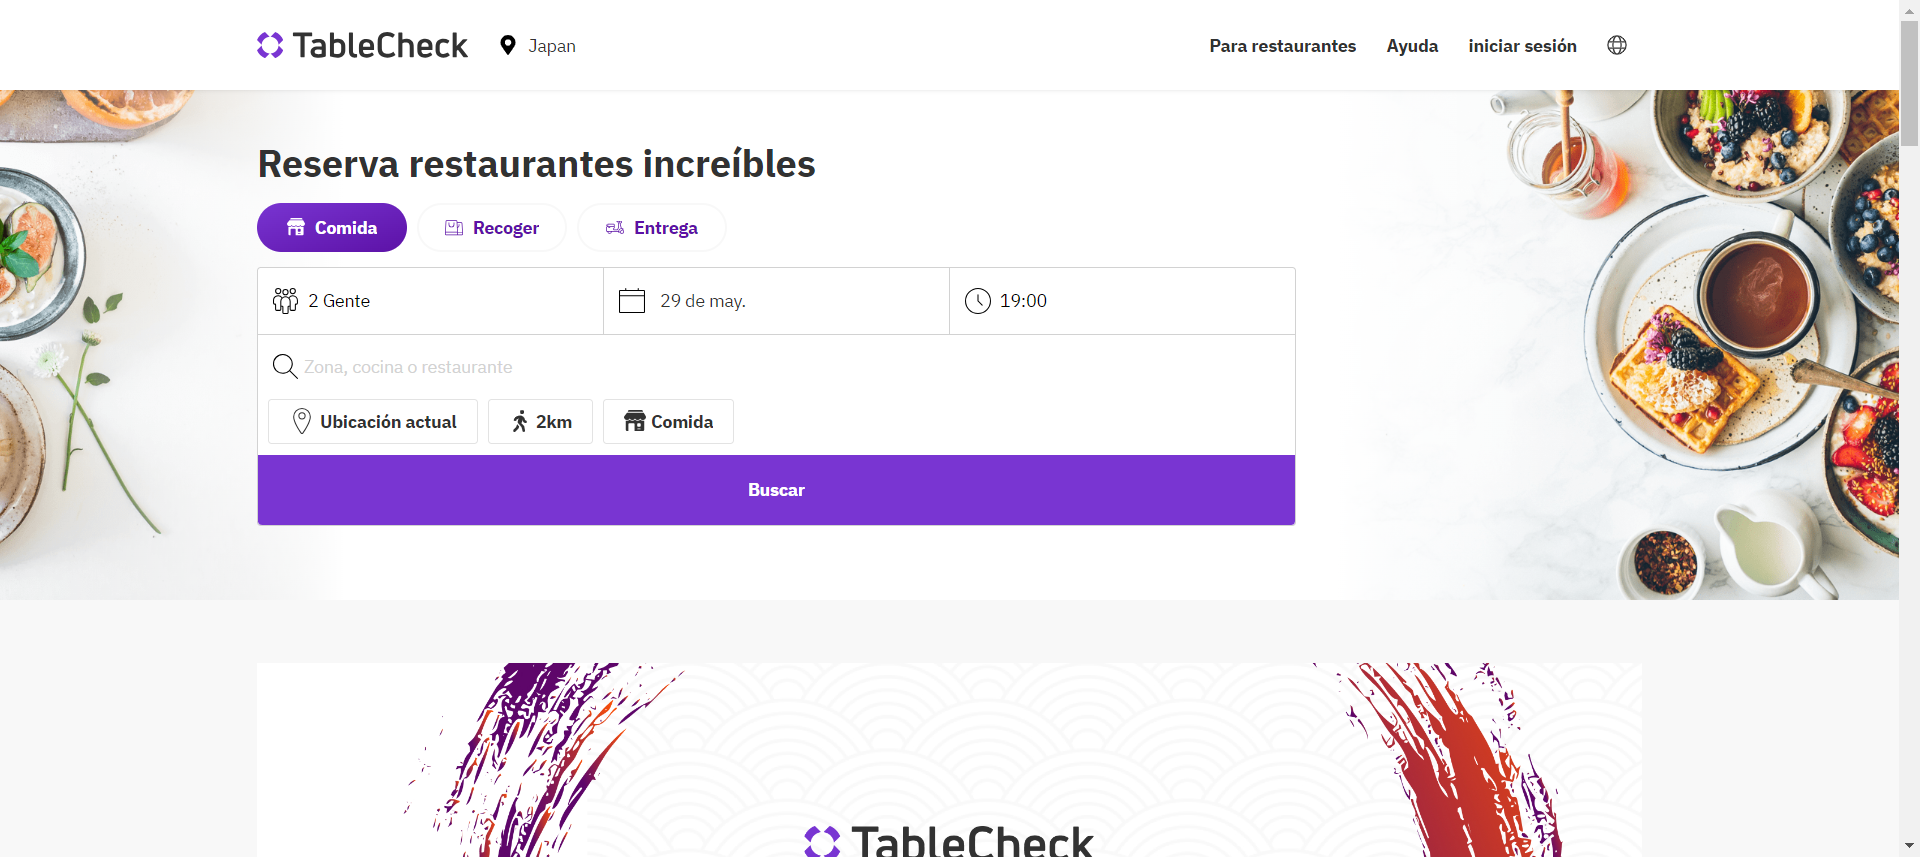 TableCheck
Japan
Para restaurantes
Ayuda
iniciar sesión
Reserva restaurantes increíbles
Comida
Recoger
Entrega
2 Gente
29 de may.
19:00
Zona, cocina o restaurante
Ubicación actual
2km
Comida
Buscar
TableCheck